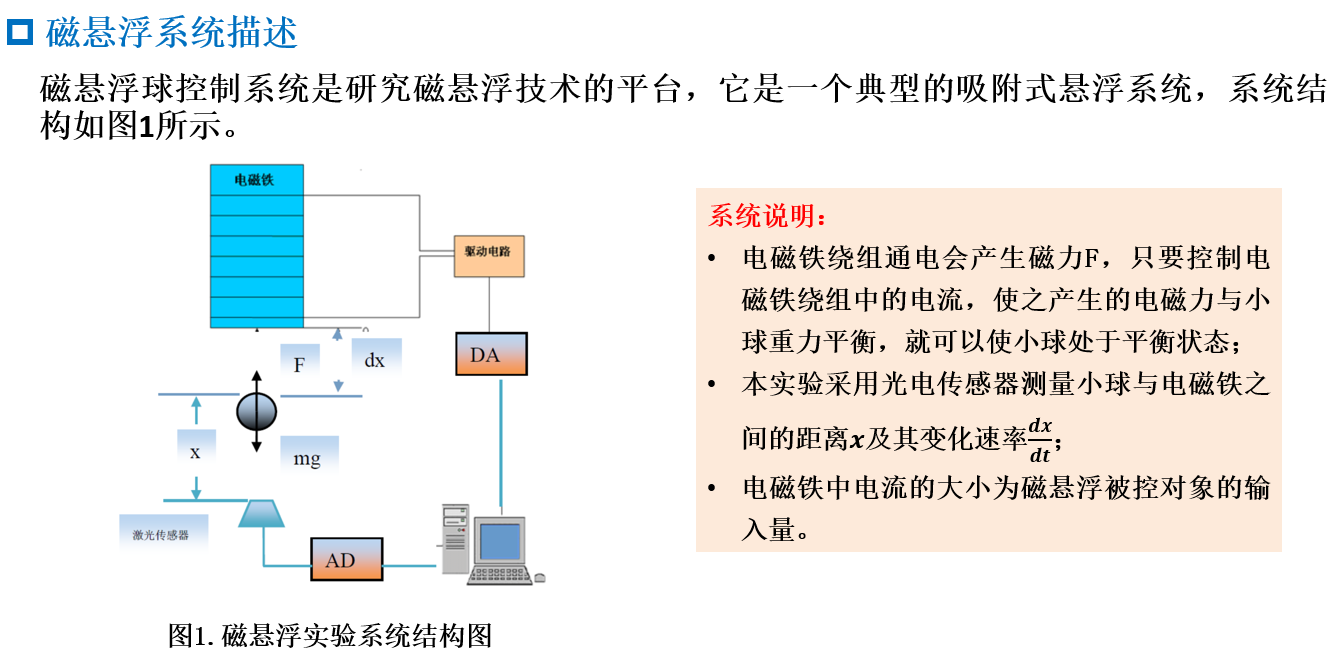 磁悬浮系统描述
磁悬浮球控制系统是研究磁悬浮技术的平台，它是一个典型的吸附式悬浮系统，系统结
构如图1所示。
电磁铁
驱动电路
F
dx
DA
x
mg
激光传感器
AD
图1. 磁悬浮实验系统结构图
系统说明：
• 电磁铁绕组通电会产生磁力F，只要控制电
磁铁绕组中的电流，使之产生的电磁力与小
球重力平衡，就可以使小球处于平衡状态；
• 本实验采用光电传感器测量小球与电磁铁之
间的距离x及其变化速率dx/dt；
• 电磁铁中电流的大小为磁悬浮被控对象的输
入量。